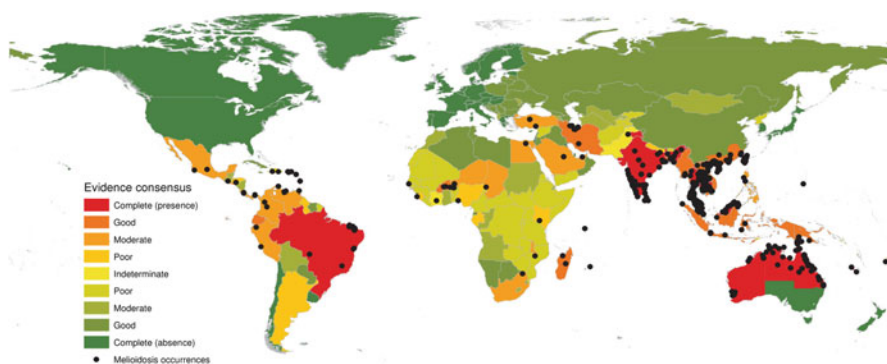 Evidence consensus
Complete (presence)
Good
Moderate
Poor
Indeterminate
Poor
Moderate
Good
Complete (absence)
Melioidosis occurrences